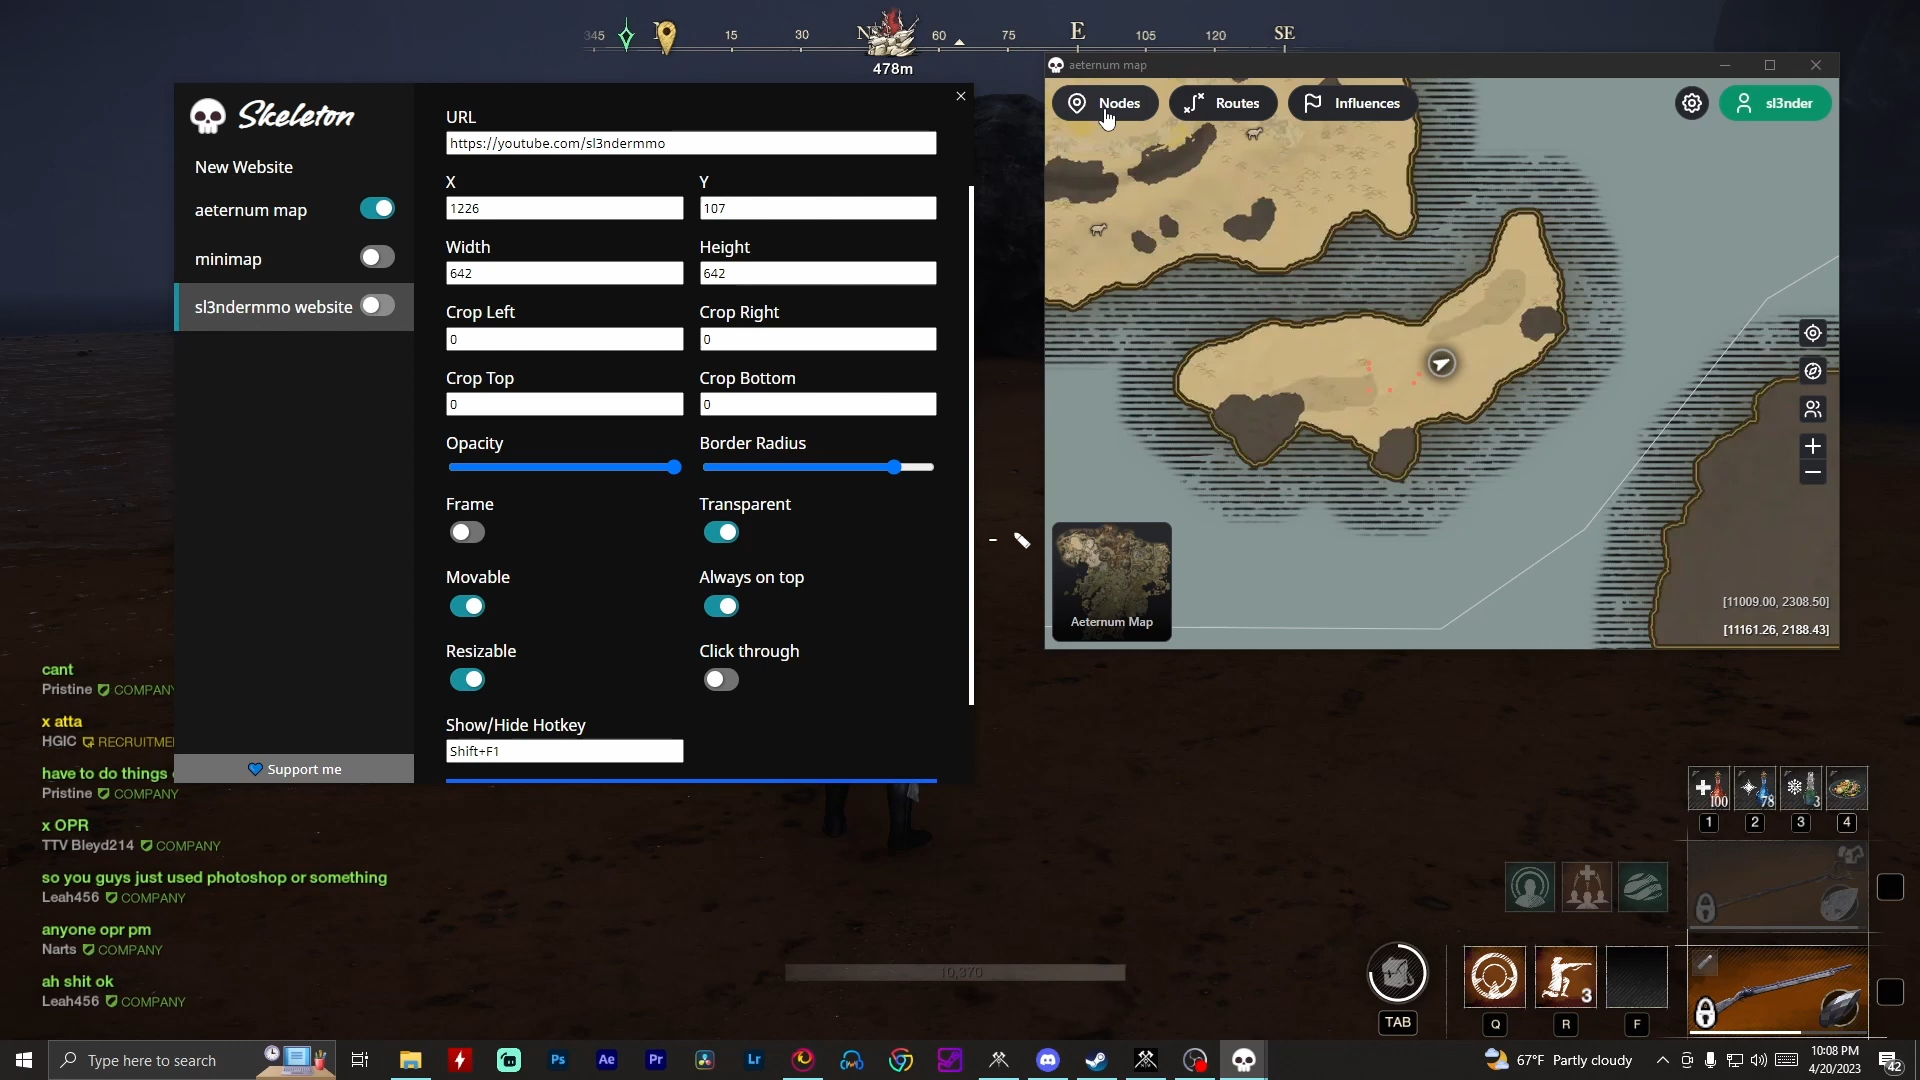 345
15
30
60
75
E
105
120
SE
478m
Skeleton
New Website
aeternum map
minimap
sl3ndermmo website
Support me
URL
https://youtube.com/sl3ndermmo
X
Y
1226
107
Width
Height
642
642
Crop Left
Crop Right
0
0
Crop Top
Crop Bottom
0
0
Opacity
Border Radius
Frame
Transparent
Movable
Always on top
Resizable
Click through
Show/Hide Hotkey
Shift+F1
aeternum map
Nodes
Routes
Influences
sl3nder
Aeternum Map
[11009.00, 2308.50]
[11161.26, 2188.43]
cant
Pristine COMPANY
x atta
HGIC RECRUITME
have to do things
Pristine COMPANY
x OPR
TTV Bleyd214 COMPANY
so you guys just used photoshop or something
Leah456 COMPANY
anyone opr pm
Narts COMPANY
ah shit ok
Leah456 COMPANY
10,370
100
78
3
1
2
3
4
3
TAB
Q
R
F
Type here to search
Ps
Ae
Pr
Lr
67°F Partly cloudy
10:08 PM
4/20/2023
42